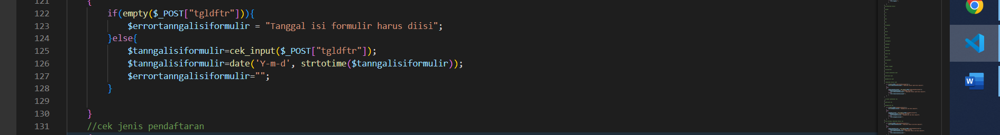 121 {
122 if(empty($_POST["tgldftr"])){
123 $errortanngalisiformulir = "Tanggal isi formulir harus diisi";
124 }else{
125 $tanngalisiformulir=cek_input($_POST["tgldftr"]);
126 $tanngalisiformulir=date('Y-m-d', strtotime($tanngalisiformulir));
127 $errortanngalisiformulir="";
128 }
129
130 }
131 //cek jenis pendaftaran
W